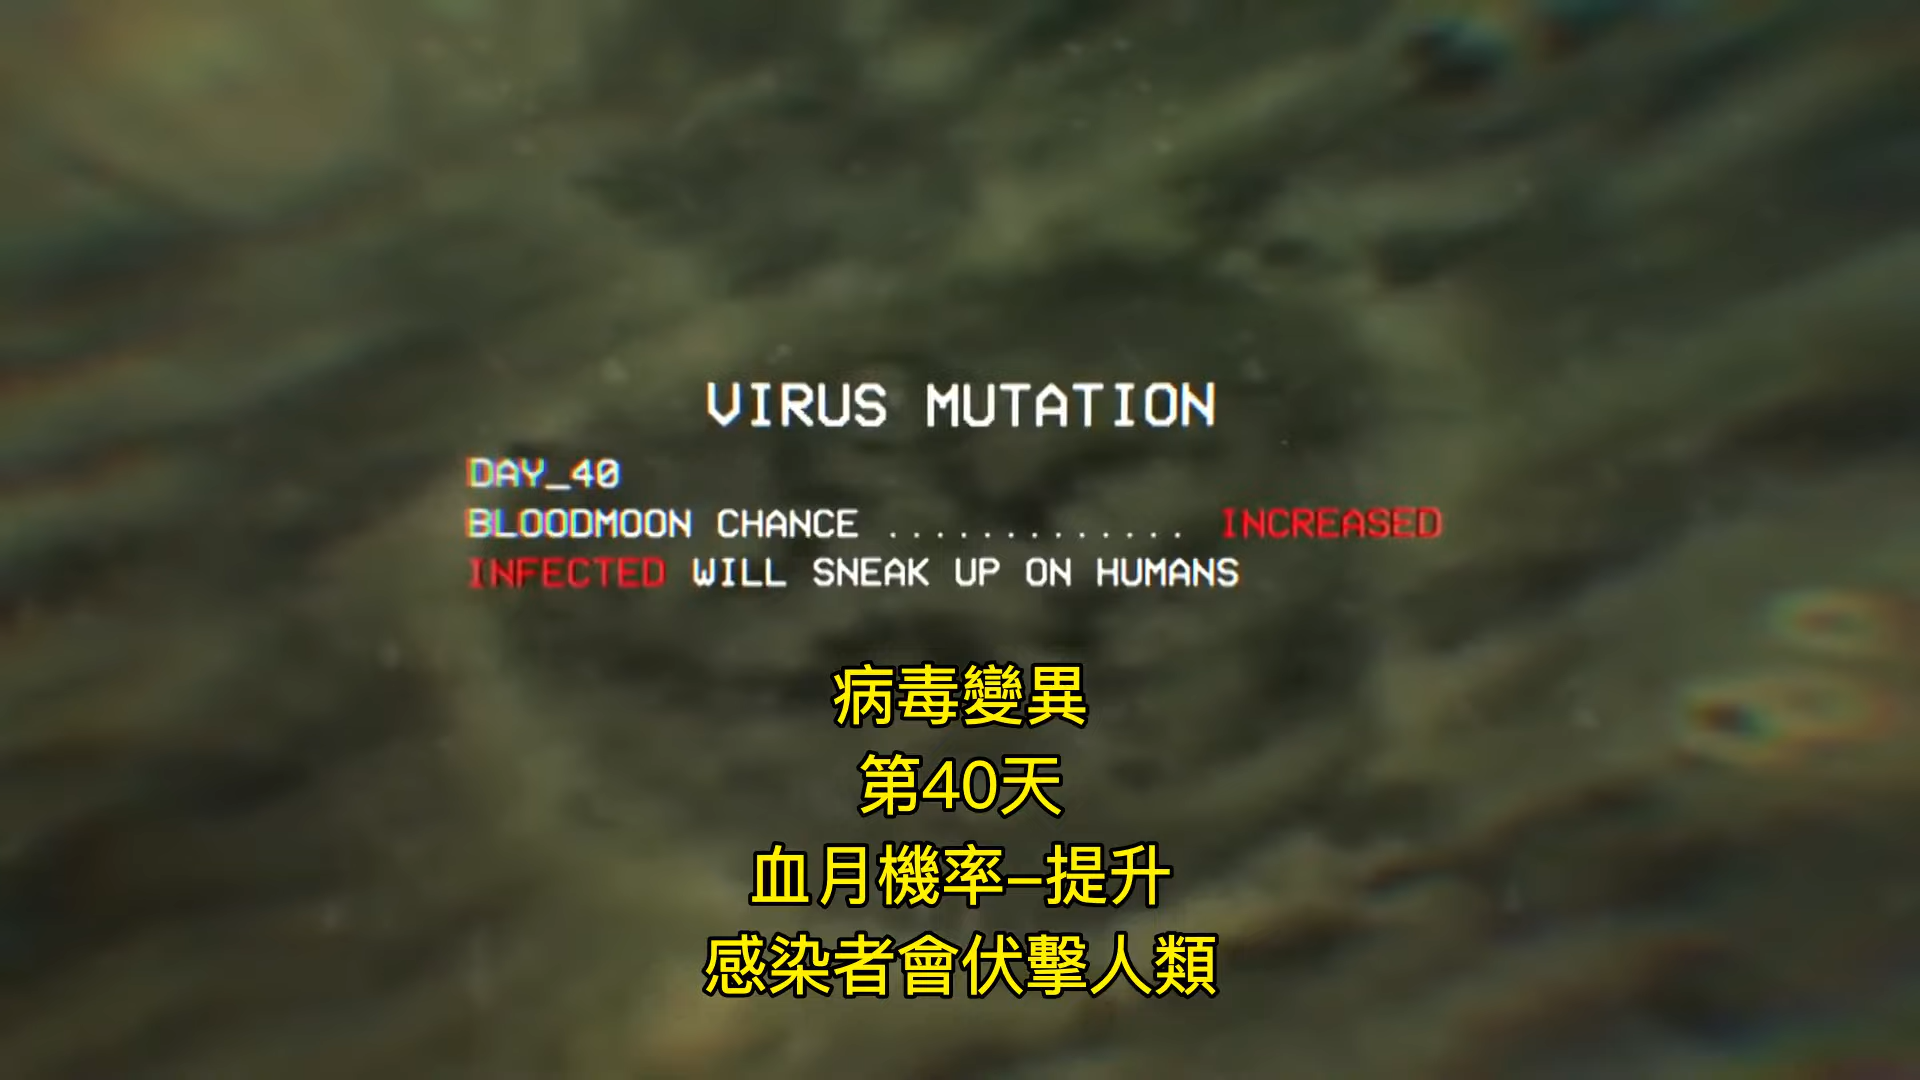 VIRUS MUTATION
DAY_40
BLOODMOON CHANCE ............. INCREASED
INFECTED WILL SNEAK UP ON HUMANS
病毒變異
第40天
血月機率–提升
感染者會伏擊人類